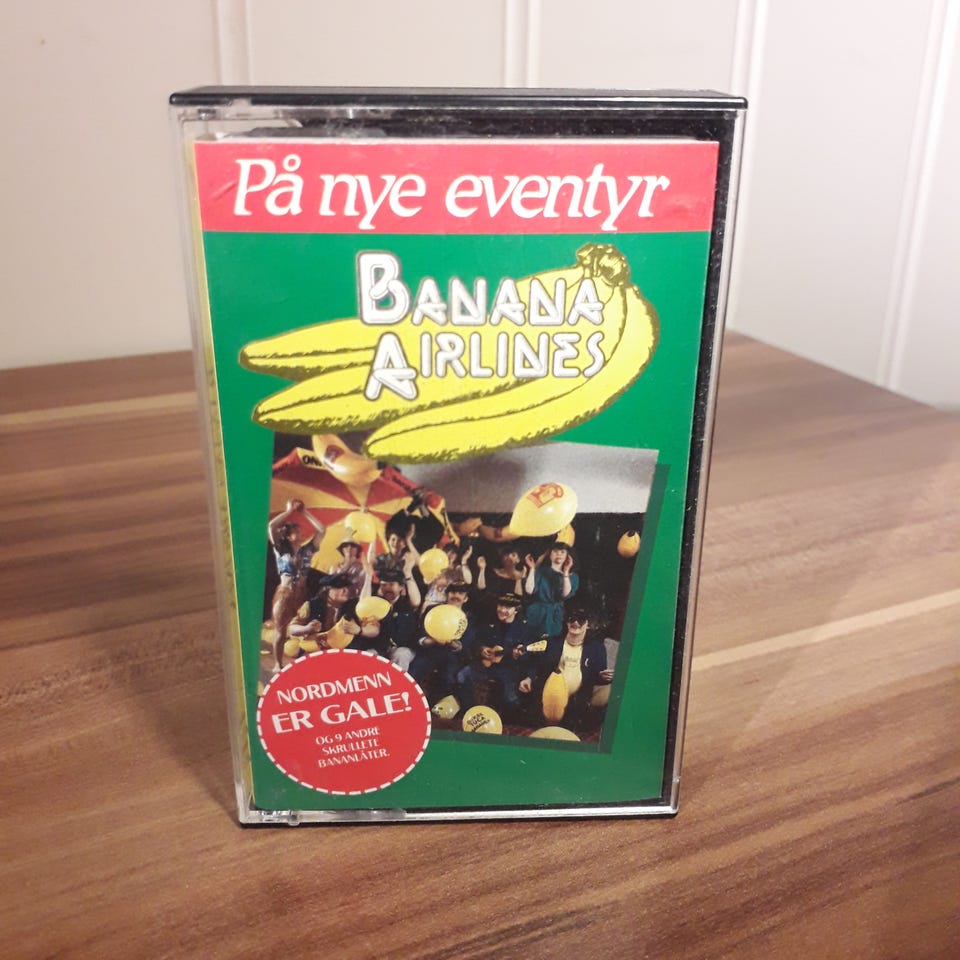 På nye eventyr
BANANA
AIRLINES
NORDMENN
ER GALE!
OG 9 ANDRE
SKRULLETE
BANANLÅTER.